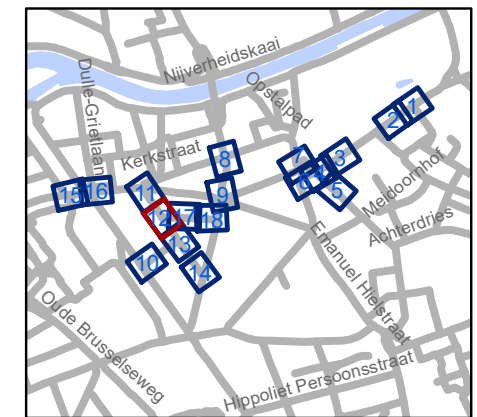 Nijverheidskaai
Dulle-Grietlaan
Opstalpad
Kerkstraat
1
2
3
4
5
6
7
8
9
10
11
12
13
14
15
16
17
18
Meldoornhof
Achterdries
Emanuel Hielstraat
Oude Brusselseweg
Hippoliet Persoonsstraat